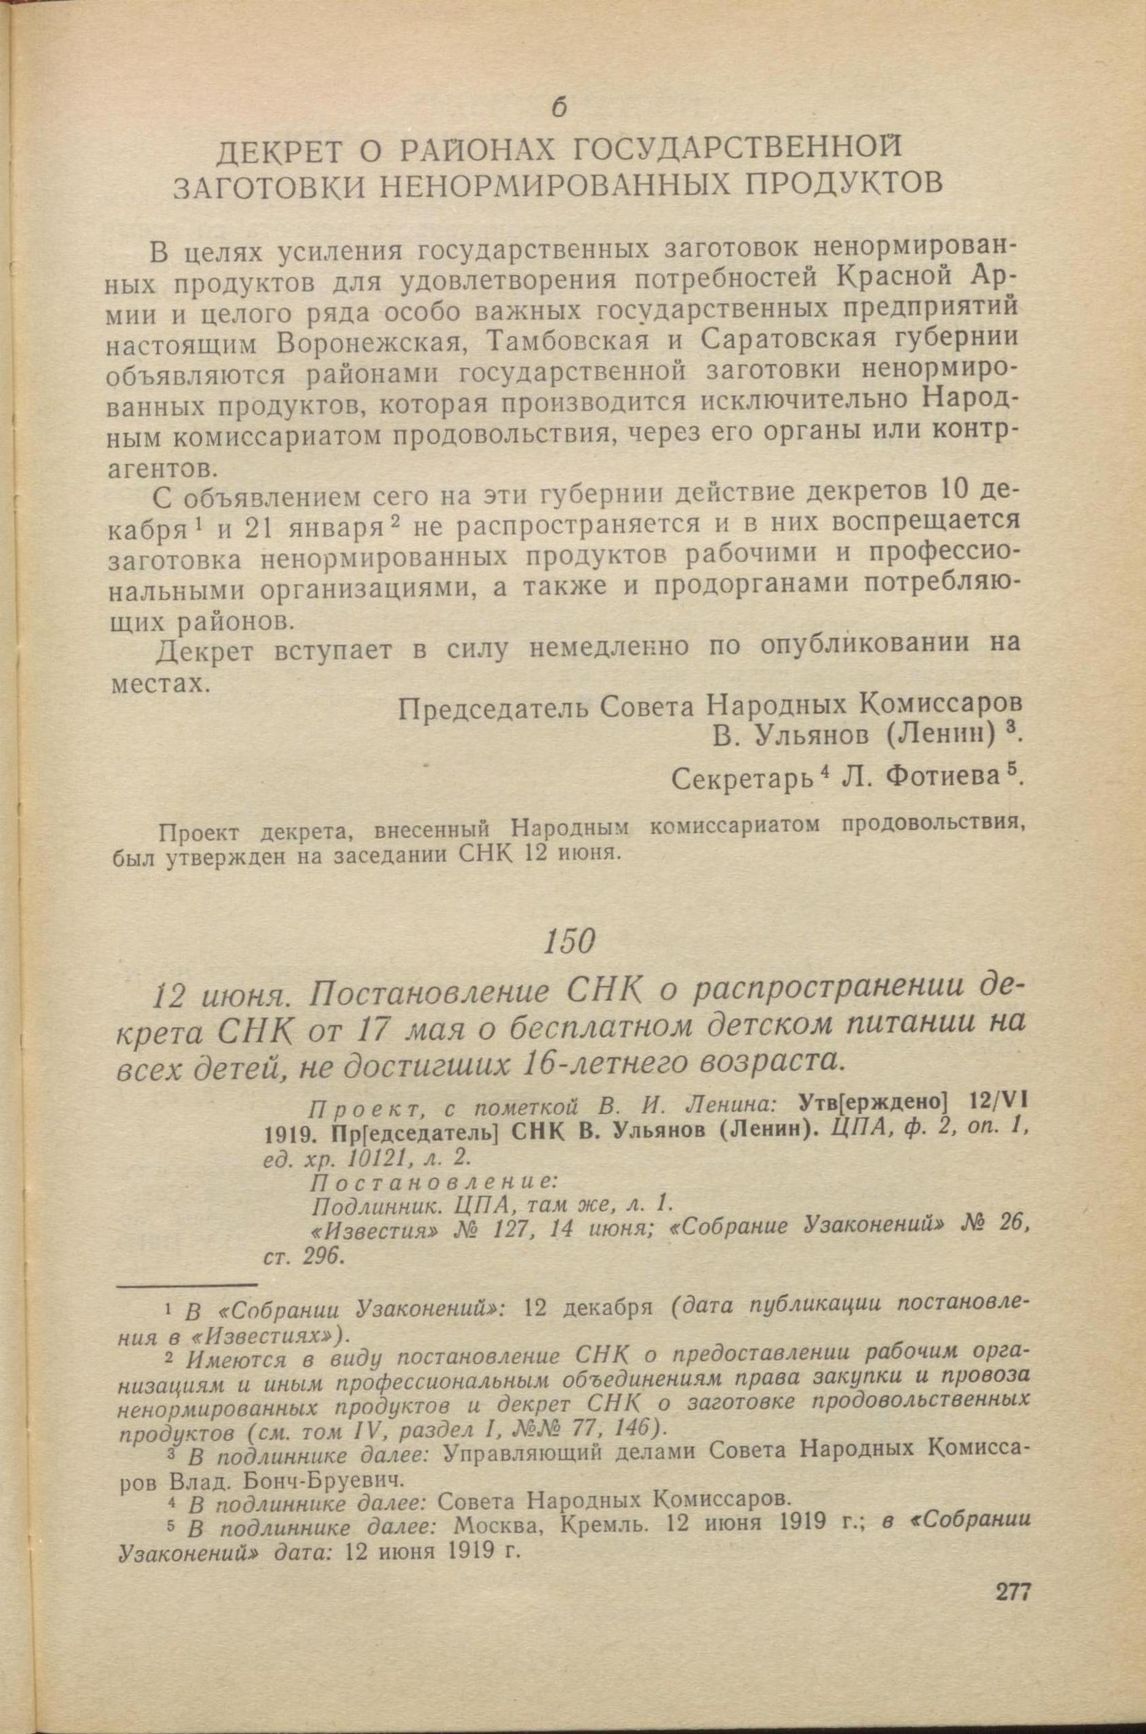 б
ДЕКРЕТ О РАЙОНАХ ГОСУДАРСТВЕННОЙ
ЗАГОТОВКИ НЕНОРМИРОВАННЫХ ПРОДУКТОВ
В целях усиления государственных заготовок ненормирован-
ных продуктов для удовлетворения потребностей Красной Ар-
мии и целого ряда особо важных государственных предприятий
настоящим Воронежская, Тамбовская и Саратовская губернии
объявляются районами государственной заготовки ненормиро-
ванных продуктов, которая производится исключительно Народ-
ным комиссариатом продовольствия, через его органы или контр-
агентов.
С объявлением сего на эти губернии действие декретов 10 де-
кабря ¹ и 21 января ² не распространяется и в них воспрещается
заготовка ненормированных продуктов рабочими и профессио-
нальными организациями, а также и продорганами потребляю-
щих районов.
Декрет вступает в силу немедленно по опубликовании на
местах.
Председатель Совета Народных Комиссаров
В. Ульянов (Ленин) ³.
Секретарь ⁴ Л. Фотиева ⁵.
Проект декрета, внесенный Народным комиссариатом продовольствия,
был утвержден на заседании СНК 12 июня.
150
12 июня. Постановление СНК о распространении де-
крета СНК от 17 мая о бесплатном детском питании на
всех детей, не достигших 16-летнего возраста.
Проект, с пометкой В. И. Ленина: Утв[ерждено] 12/VI
1919. Пр[едседатель] СНК В. Ульянов (Ленин). ЦПА, ф. 2, оп. 1,
ед. хр. 10121, л. 2.
Постановление:
Подлинник. ЦПА, там же, л. 1.
«Известия» № 127, 14 июня; «Собрание Узаконений» № 26,
ст. 296.
¹ В «Собрании Узаконений»: 12 декабря (дата публикации постановле-
ния в «Известиях»).
² Имеются в виду постановление СНК о предоставлении рабочим орга-
низациям и иным профессиональным объединениям права закупки и провоза
ненормированных продуктов и декрет СНК о заготовке продовольственных
продуктов (см. том IV, раздел I, №№ 77, 146).
³ В подлиннике далее: Управляющий делами Совета Народных Комисса-
ров Влад. Бонч-Бруевич.
⁴ В подлиннике далее: Совета Народных Комиссаров.
⁵ В подлиннике далее: Москва, Кремль. 12 июня 1919 г.; в «Собрании
Узаконений» дата: 12 июня 1919 г.
277